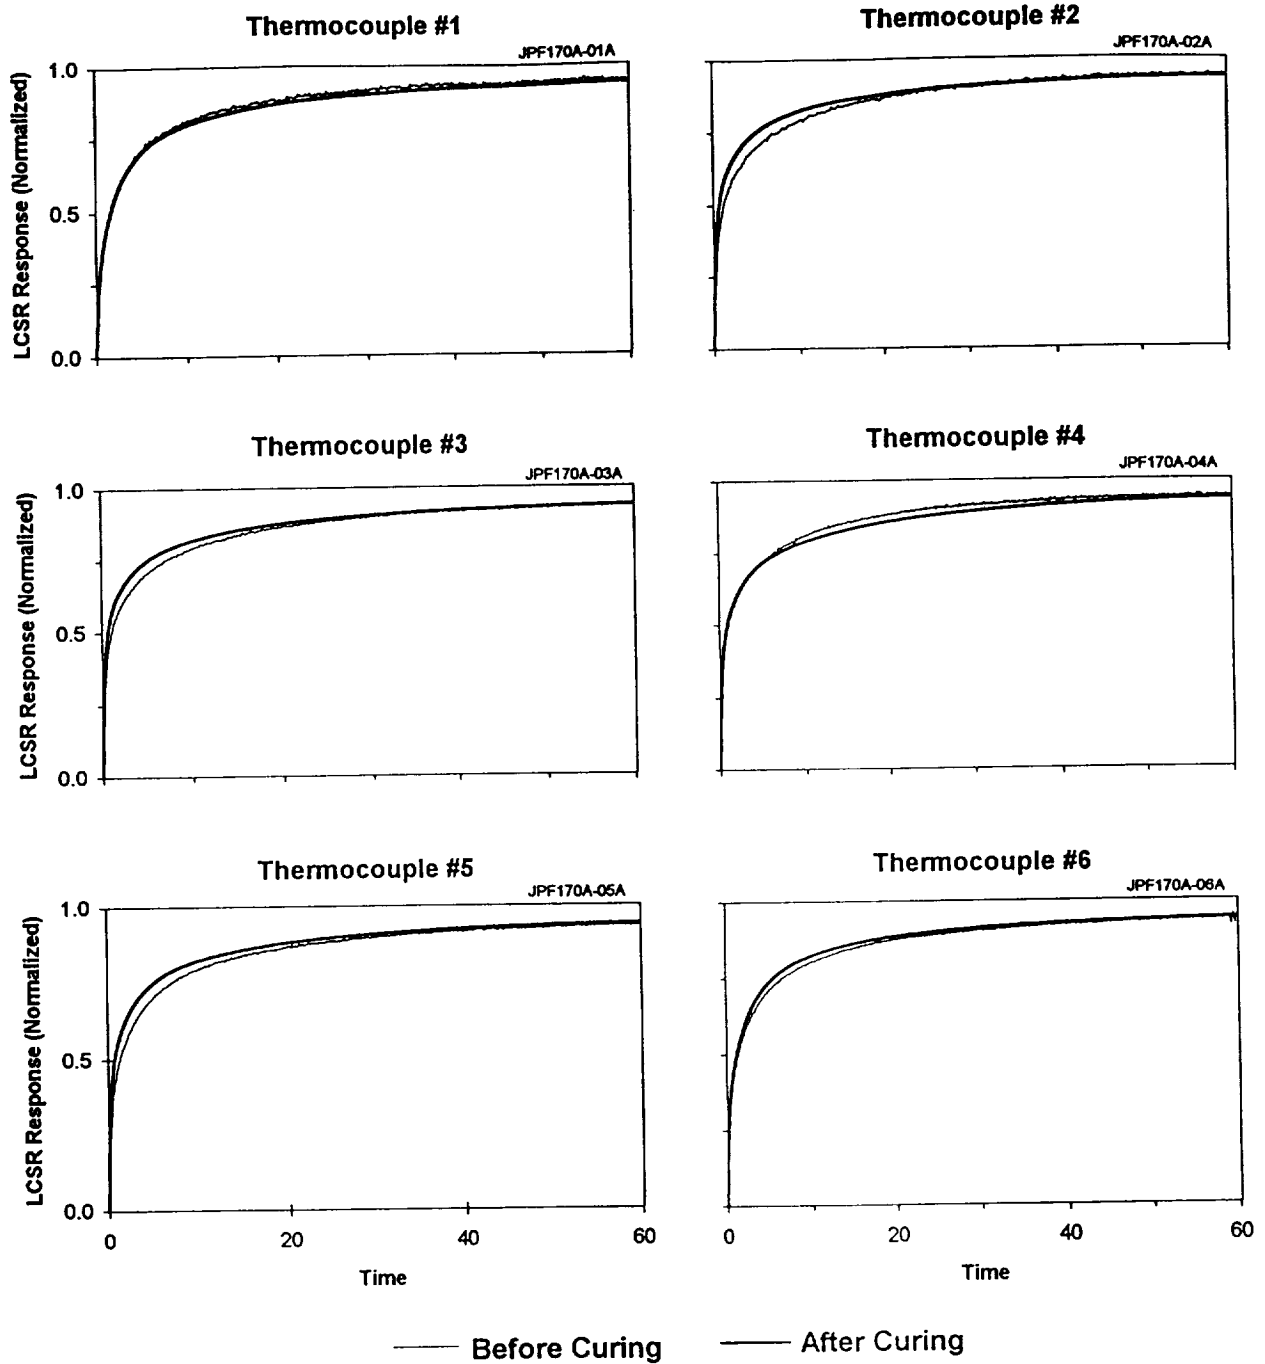 Thermocouple #1
Thermocouple #2
JPF170A-01A
JPF170A-02A
LCSR Response (Normalized)
1.0
0.5
0.0
Thermocouple #3
Thermocouple #4
JPF170A-03A
JPF170A-04A
LCSR Response (Normalized)
1.0
0.5
0.0
Thermocouple #5
Thermocouple #6
JPF170A-05A
JPF170A-06A
LCSR Response (Normalized)
1.0
0.5
0.0
0 20 40 60
0 20 40 60
Time
Time
Before Curing
After Curing